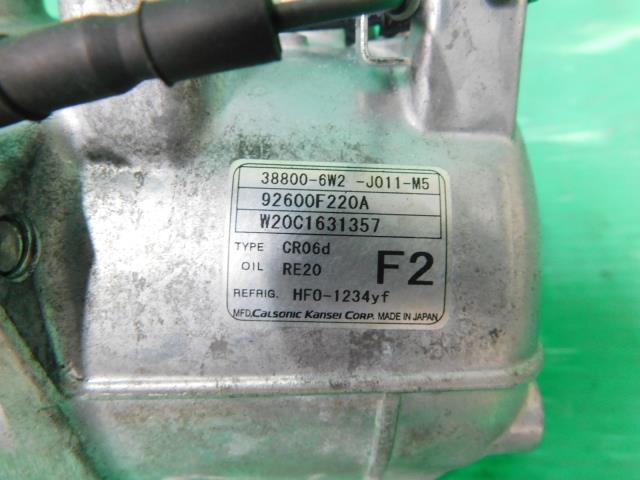 38800-6W2 -J011-M5
92600F220A
W20C1631357
TYPE CR06d
OIL RE20
F2
REFRIG. HFO-1234yf
MFD. CALSONIC KANSEI CORP. MADE IN JAPAN